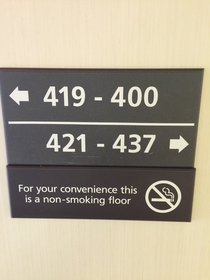 419 - 400
421 - 437
For your convenience this
is a non-smoking floor